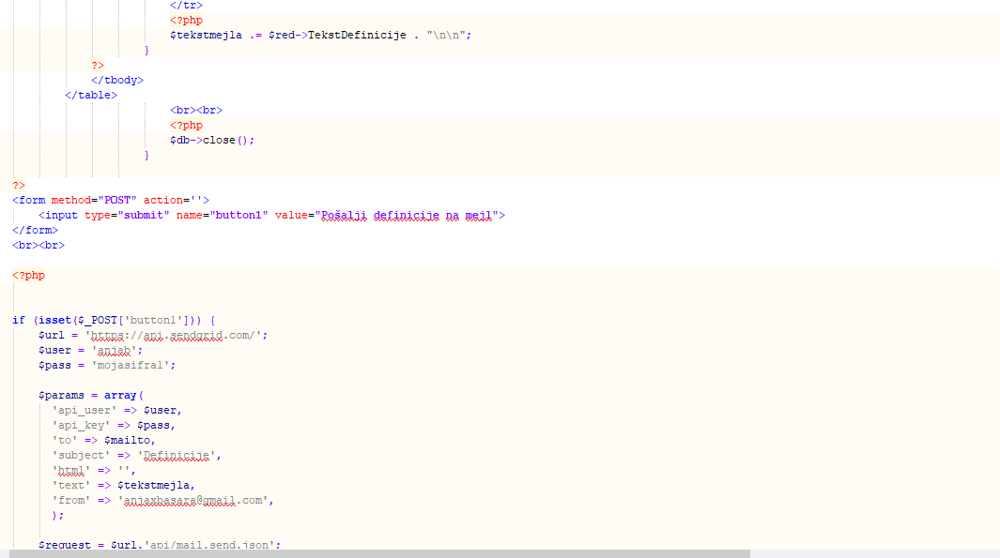 </tr>
<?php
$tekstmejla .= $red->TekstDefinicije . "\n\n";
}
?>
</tbody>
</table>
<br><br>
<?php
$db->close();
}
?>
<form method="POST" action=''>
<input type="submit" name="button1" value="Pošalji definicije na mejl">
</form>
<br><br>
<?php
if (isset($_POST['button1'])) {
$url = 'https://api.sendgrid.com/';
$user = 'anjab';
$pass = 'mojasifra1';
$params = array(
'api_user' => $user,
'api_key' => $pass,
'to' => $mailto,
'subject' => 'Definicije',
'html' => '',
'text' => $tekstmejla,
'from' => 'anjaxbasara@gmail.com',
);
$request = $url.'api/mail.send.json';